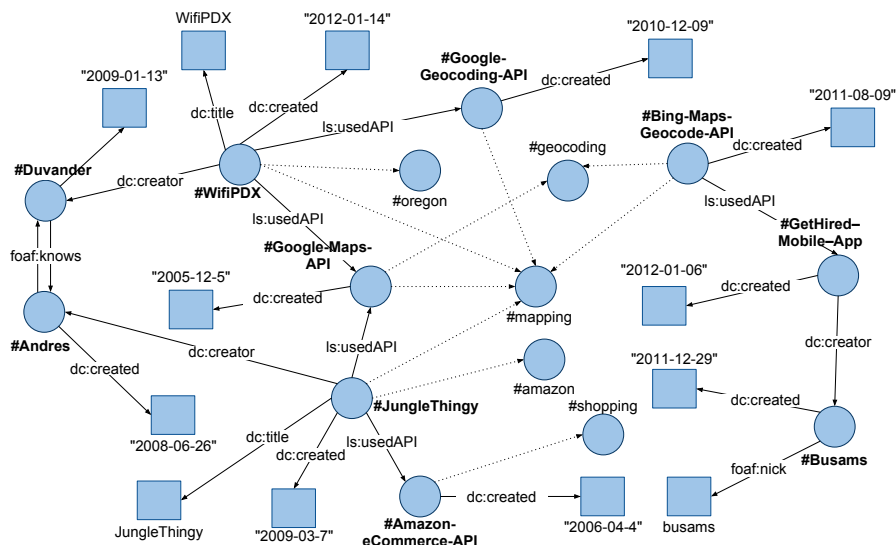 WifiPDX
"2012-01-14"
#Google-
Geocoding-API
"2010-12-09"
"2009-01-13"
dc:title
dc:created
dc:created
#Bing-Maps-
Geocode-API
"2011-08-09"
ls:usedAPI
dc:created
#Duvander
#geocoding
dc:creator
#WifiPDX
#oregon
ls:usedAPI
ls:usedAPI
#GetHired–
Mobile–App
#Google-Maps-
API
foaf:knows
"2005-12-5"
"2012-01-06"
dc:created
dc:created
#mapping
#Andres
ls:usedAPI
dc:creator
dc:creator
"2011-12-29"
dc:created
#amazon
#JungleThingy
#shopping
dc:created
"2008-06-26"
dc:title
ls:usedAPI
dc:created
#Busams
foaf:nick
dc:created
JungleThingy
"2009-03-7"
#Amazon-
eCommerce-API
"2006-04-4"
busams